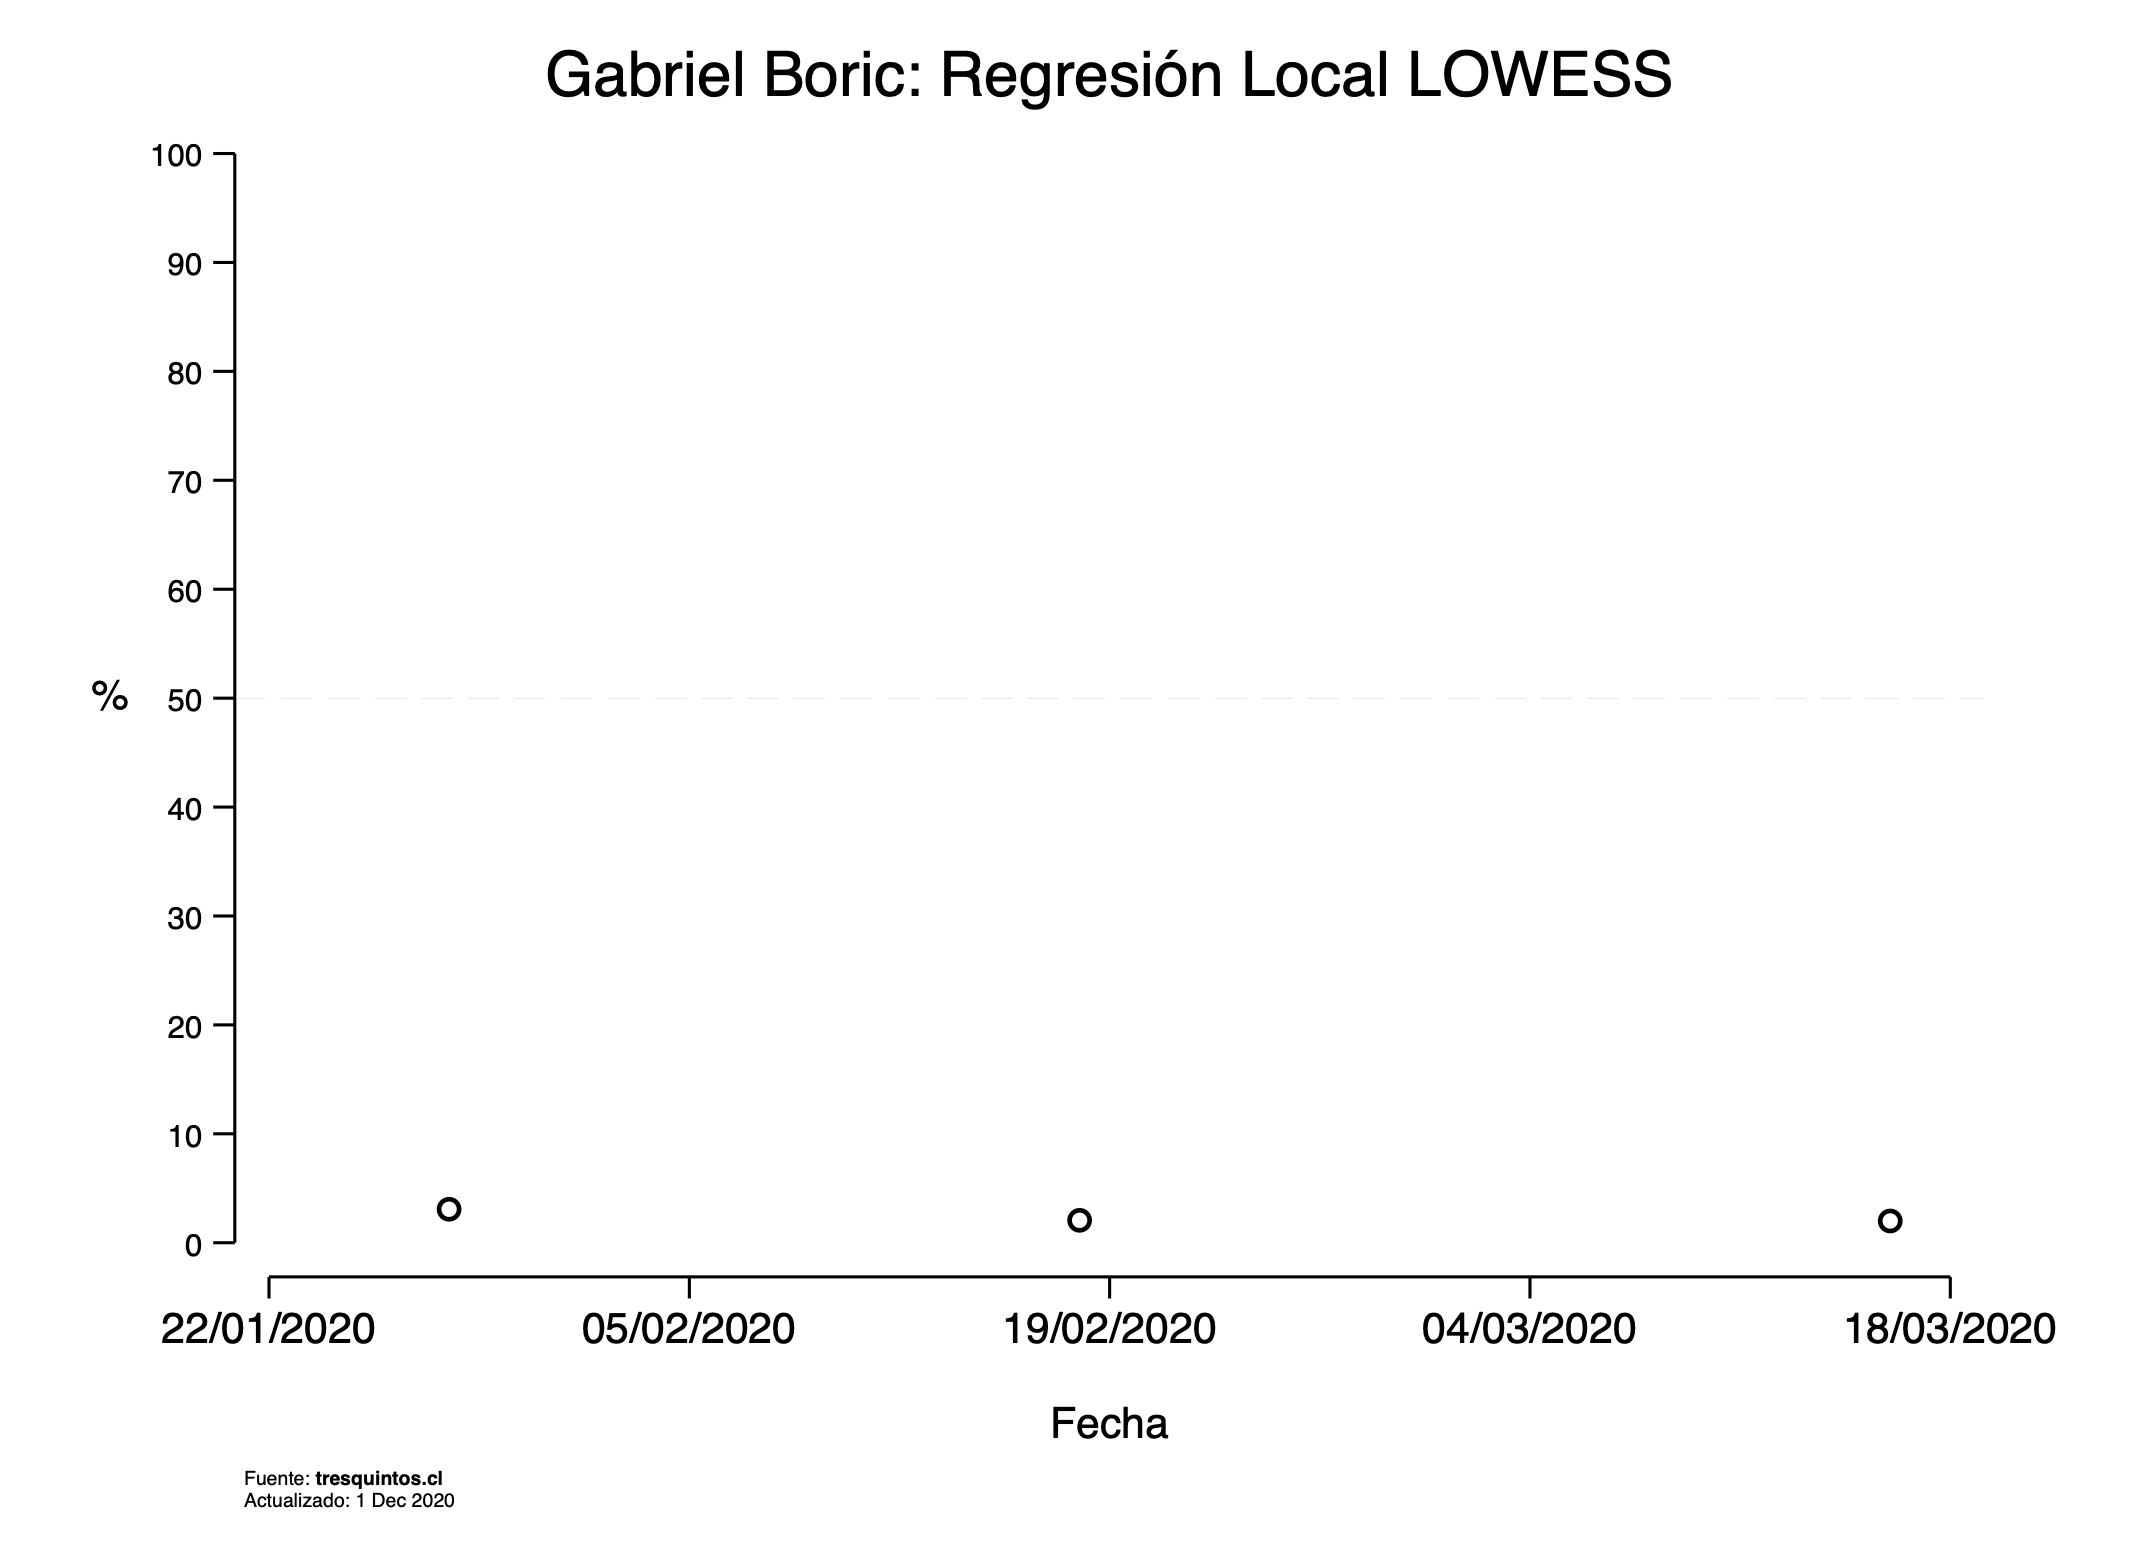 Gabriel Boric: Regresión Local LOWESS
100
90
80
70
60
% 50
40
30
20
10
0
22/01/2020 05/02/2020 19/02/2020 04/03/2020 18/03/2020
Fecha
Fuente: tresquintos.cl
Actualizado: 1 Dec 2020